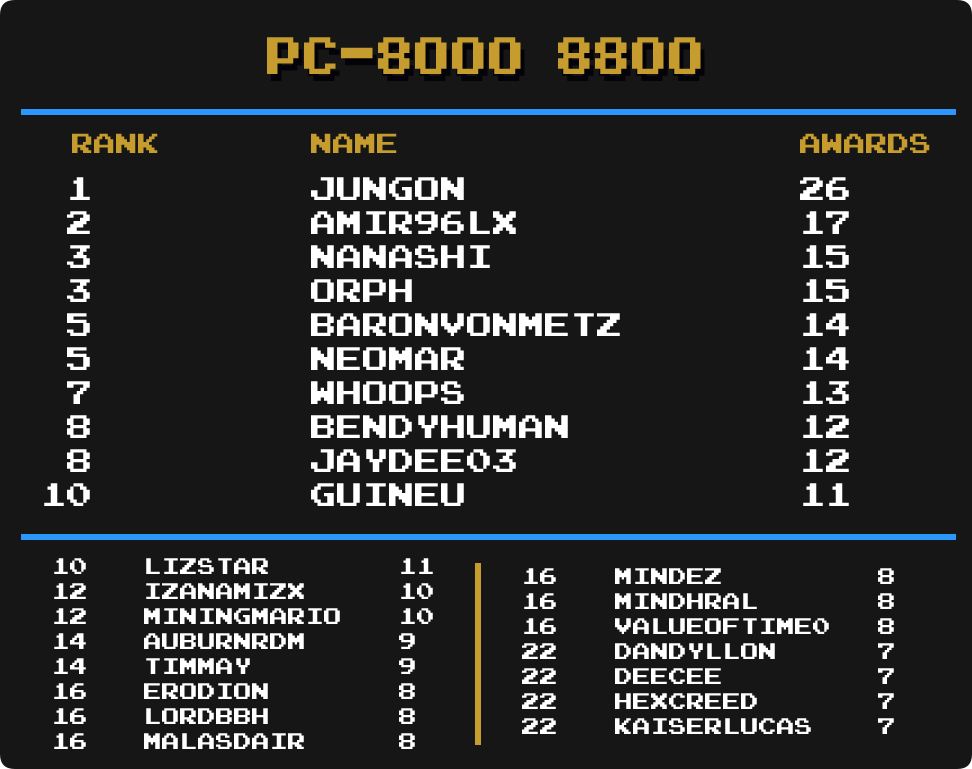 PC-8000 8800
RANK NAME AWARDS
1 JUNGON 26
2 AMIR96LX 17
3 NANASHI 15
3 ORPH 15
5 BARONVONMETZ 14
5 NEOMAR 14
7 WHOOPS 13
8 BENDYHUMAN 12
8 JAYDEE03 12
10 GUINEU 11
10 LIZSTAR 11
12 IZANAMIZX 10
12 MININGMARIO 10
14 AUBURNRDM 9
14 TIMMAY 9
16 ERODION 8
16 LORDBBH 8
16 MALASDAIR 8
16 MINDEZ 8
16 MINDHRAL 8
16 VALUEOFTIME0 8
22 DANDYLLON 7
22 DEECEE 7
22 HEXCREED 7
22 KAISERLUCAS 7